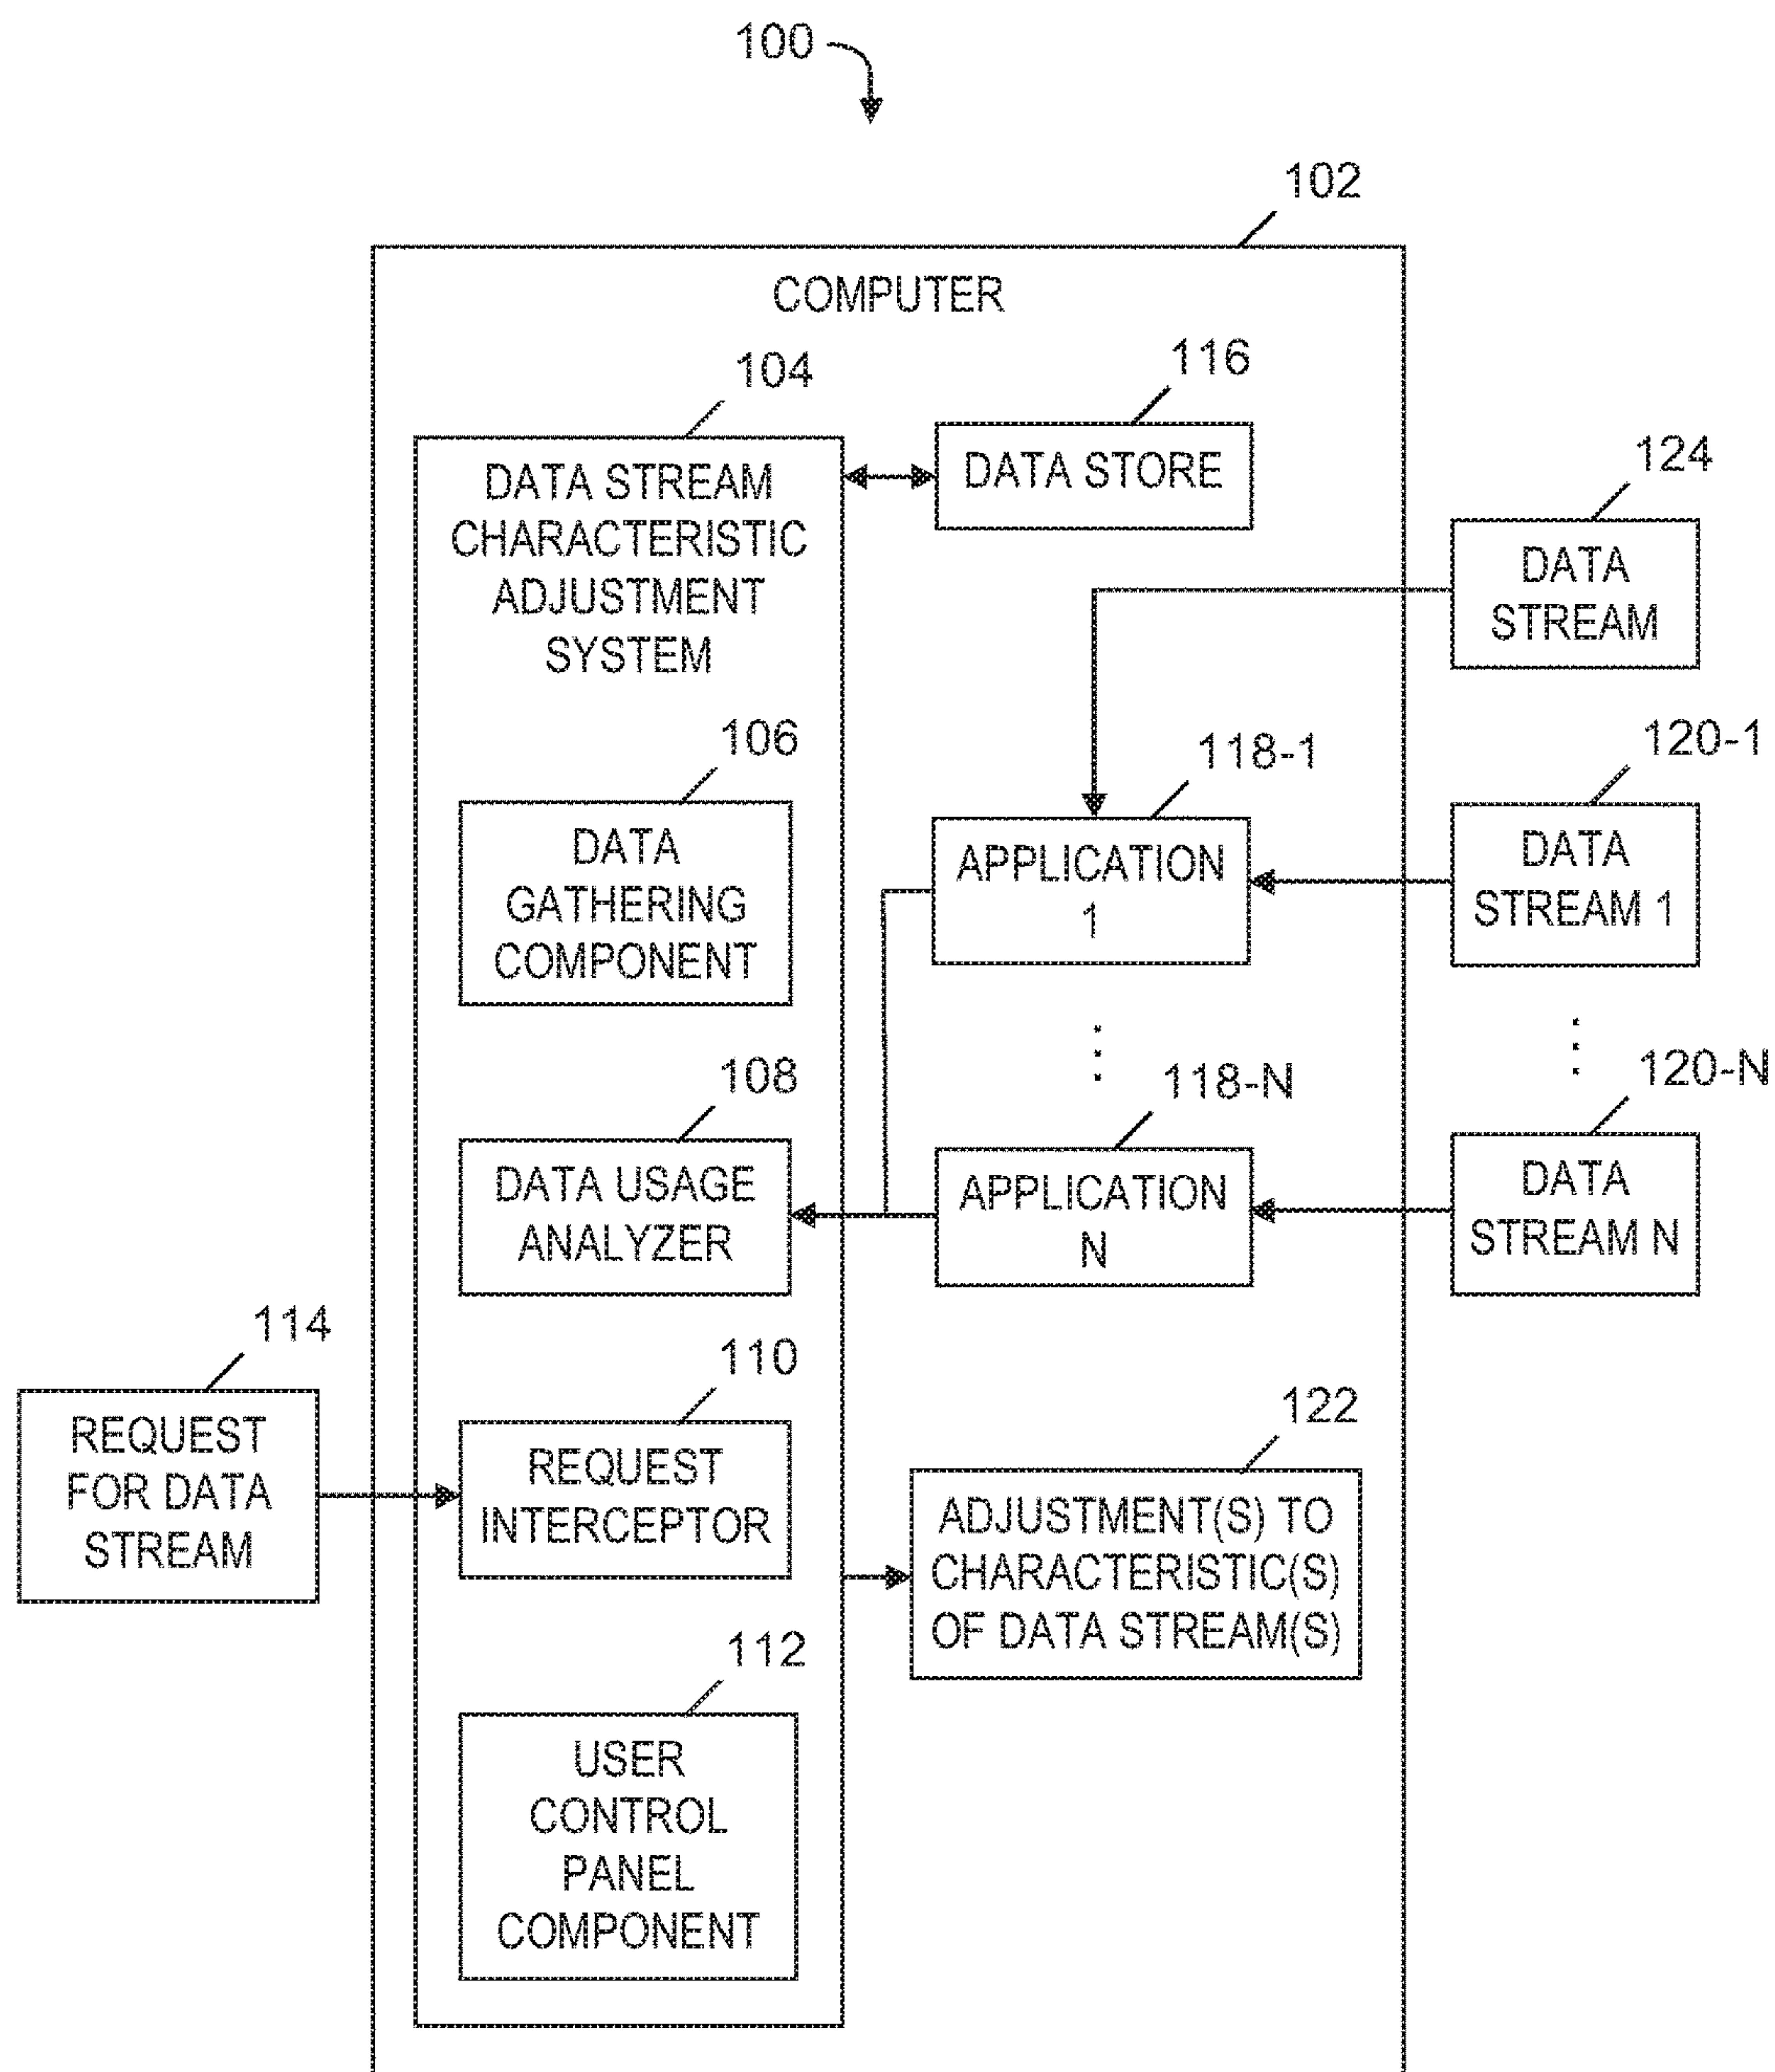 100
102
COMPUTER
104
DATA STREAM
CHARACTERISTIC
ADJUSTMENT
SYSTEM
116
DATA STORE
124
DATA
STREAM
106
DATA
GATHERING
COMPONENT
118-1
APPLICATION
1
120-1
DATA
STREAM 1
108
DATA USAGE
ANALYZER
118-N
APPLICATION
N
120-N
DATA
STREAM N
114
REQUEST
FOR DATA
STREAM
110
REQUEST
INTERCEPTOR
122
ADJUSTMENT(S) TO
CHARACTERISTIC(S)
OF DATA STREAM(S)
112
USER
CONTROL
PANEL
COMPONENT